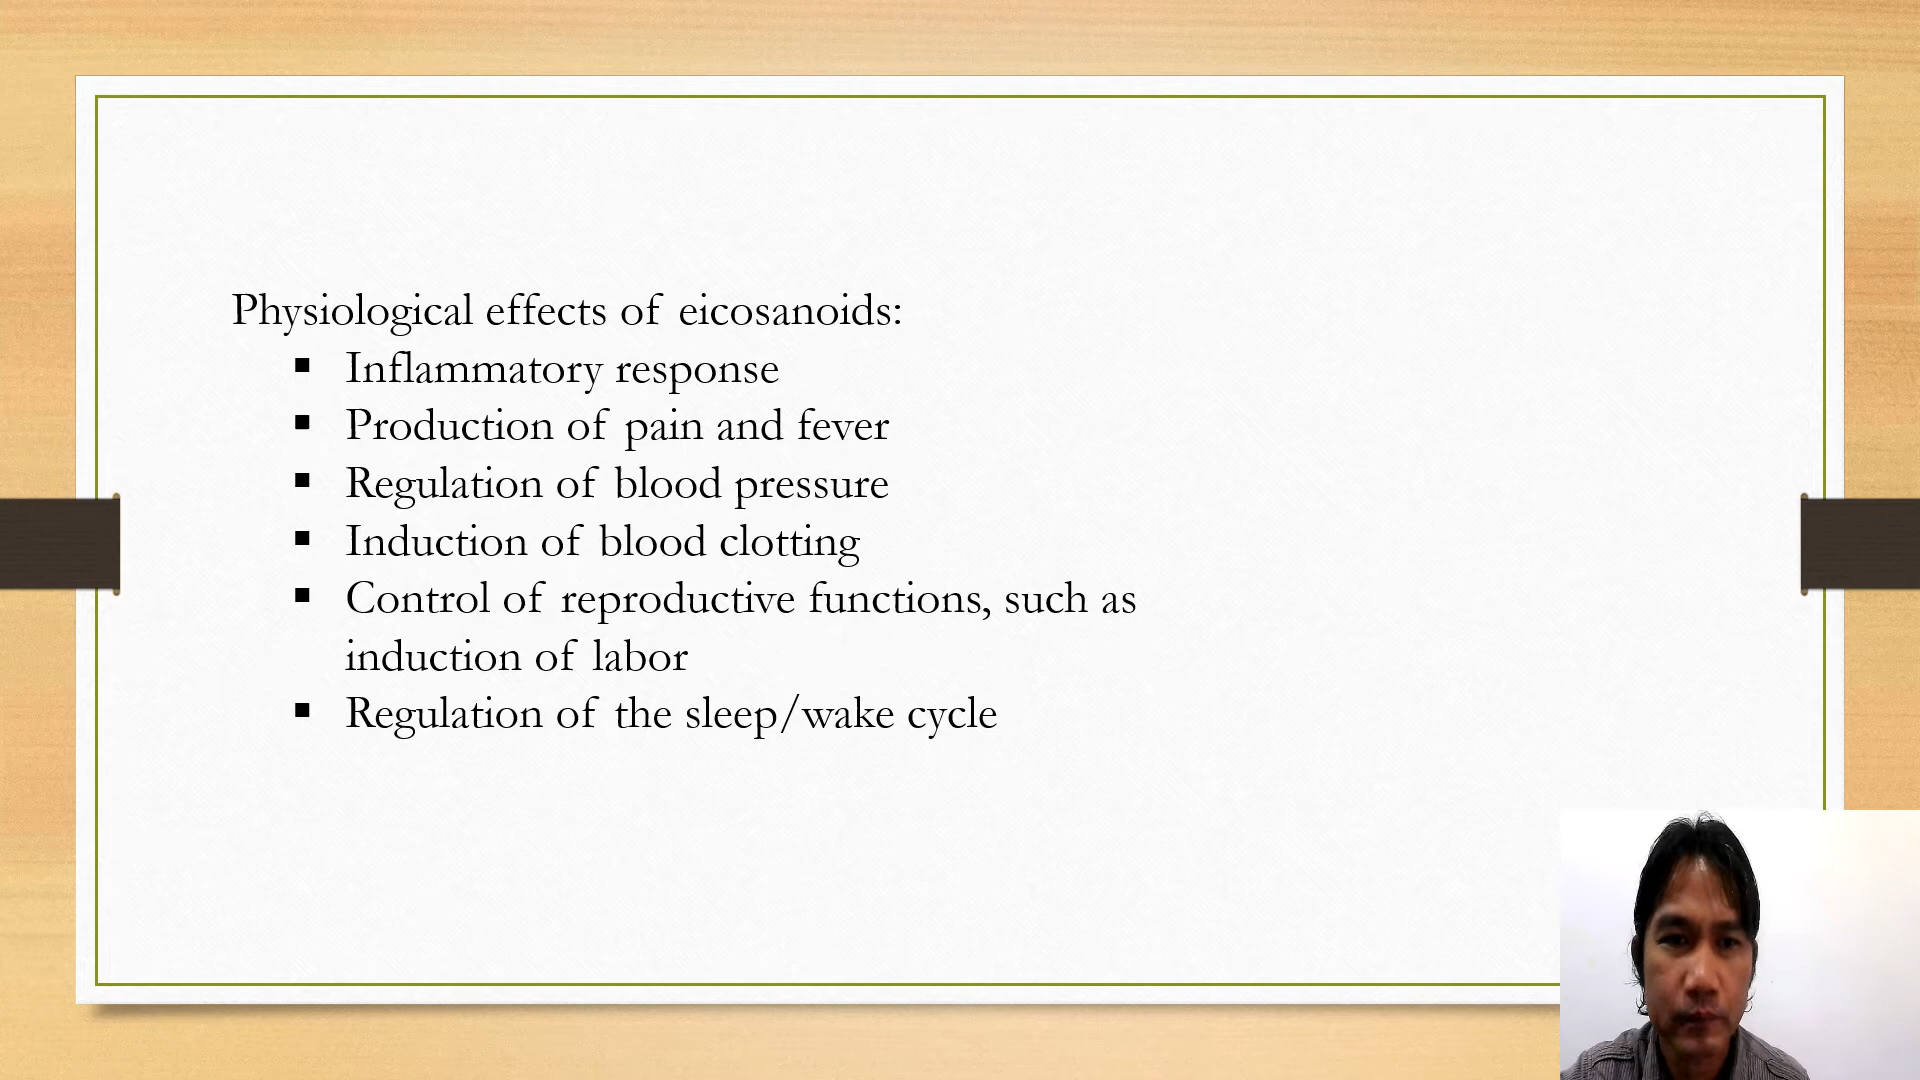 Physiological effects of eicosanoids:
▪ Inflammatory response
▪ Production of pain and fever
▪ Regulation of blood pressure
▪ Induction of blood clotting
▪ Control of reproductive functions, such as
induction of labor
▪ Regulation of the sleep/wake cycle